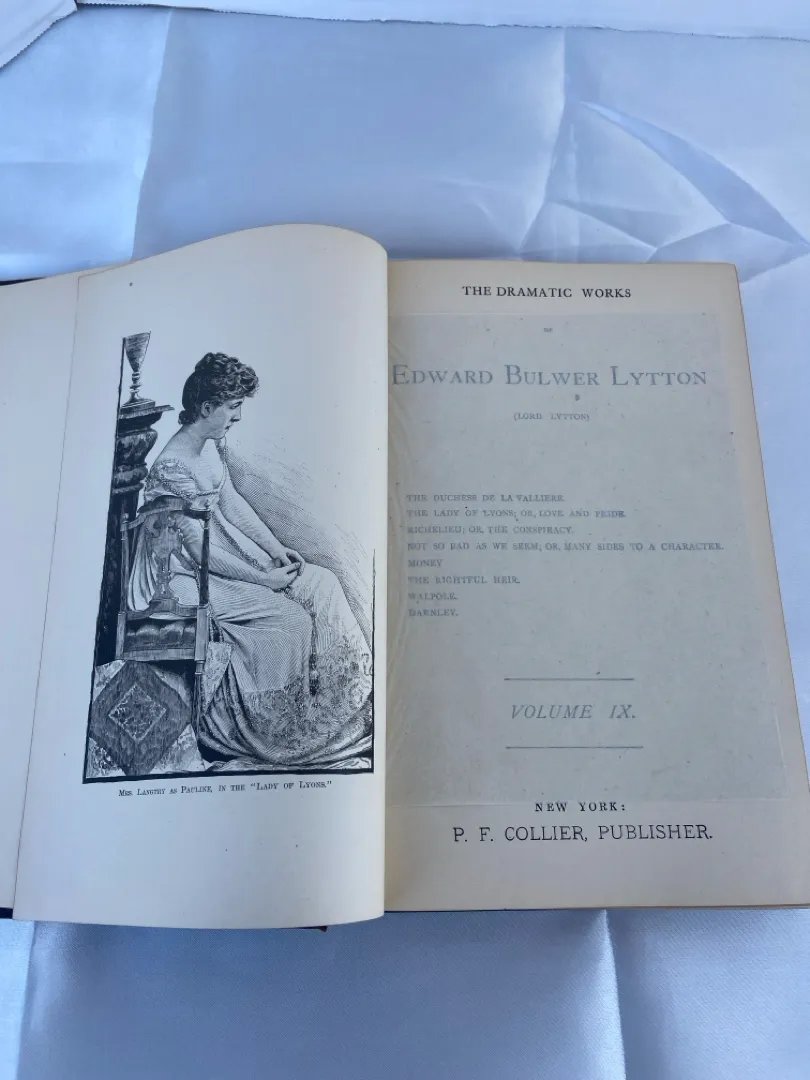 Mrs. Langtry as Pauline, in the "Lady of Lyons."
THE DRAMATIC WORKS
OF
EDWARD BULWER LYTTON
(LORD LYTTON)
THE DUCHESS DE LA VALLIERE.
THE LADY OF LYONS; OR, LOVE AND PRIDE.
RICHELIEU; OR, THE CONSPIRACY.
NOT SO BAD AS WE SEEM; OR, MANY SIDES TO A CHARACTER.
MONEY
THE RIGHTFUL HEIR.
WALPOLE.
DARNLEY.
VOLUME IX.
NEW YORK:
P. F. COLLIER, PUBLISHER.